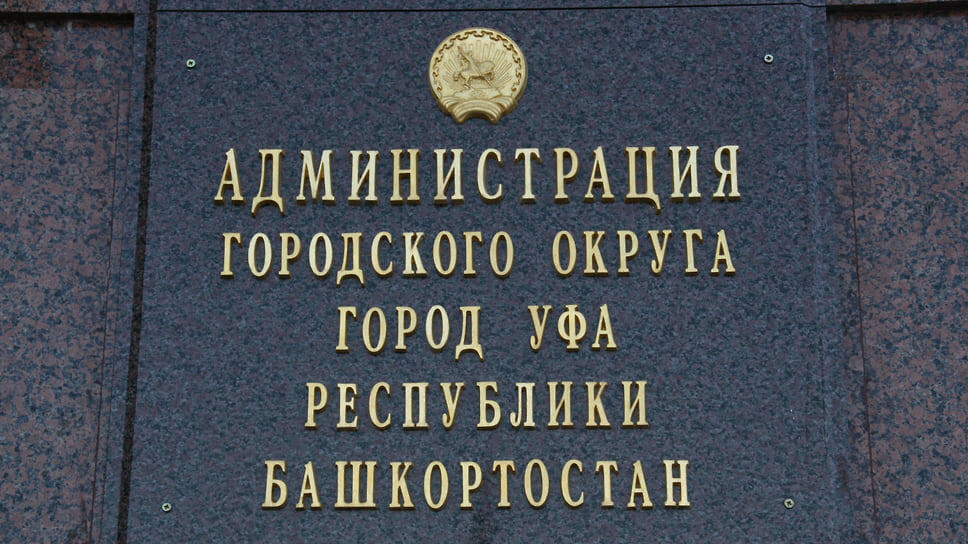 АДМИНИСТРАЦИЯ
ГОРОДСКОГО ОКРУГА
ГОРОД УФА
РЕСПУБЛИКИ
БАШКОРТОСТАН